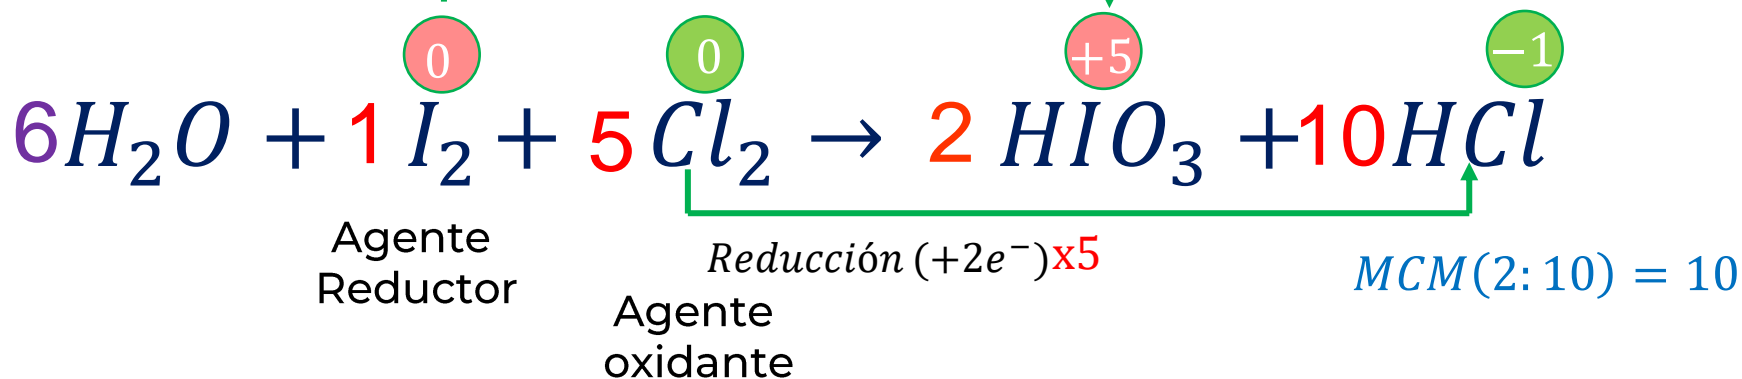 0 0 +5 −1
6H₂O + 1 I₂ + 5 Cl₂ → 2 HIO₃ + 10HCl
Agente
Reductor
Reducción (+2e⁻)x5
MCM(2: 10) = 10
Agente
oxidante